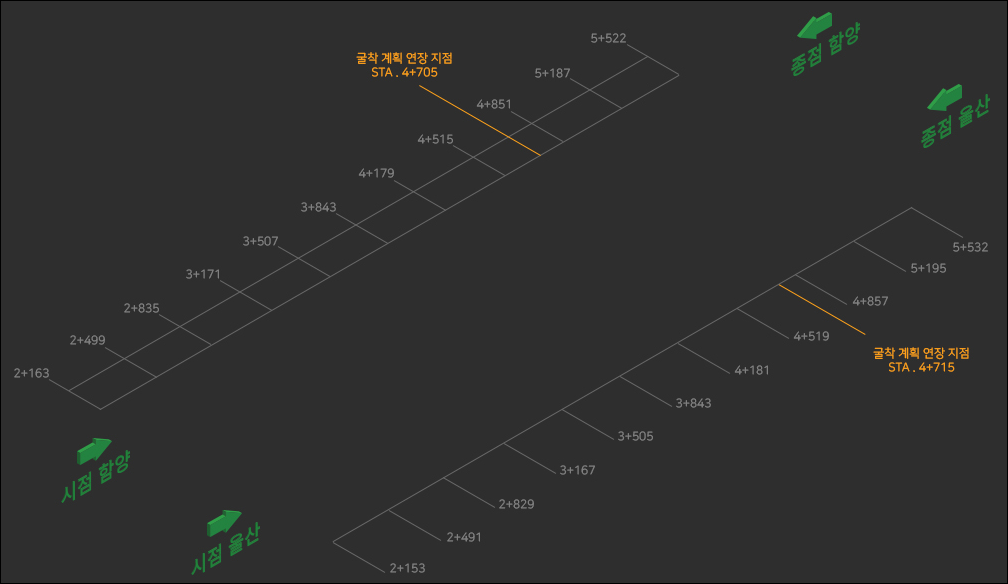 종점 함양
5+522
굴착 계획 연장 지점
STA . 4+705
5+187
4+851
종점 울산
4+515
4+179
3+843
3+507
5+532
5+195
3+171
4+857
2+835
4+519
2+499
굴착 계획 연장 지점
STA . 4+715
2+163
4+181
3+843
3+505
시점 함양
3+167
2+829
2+491
시점 울산
2+153